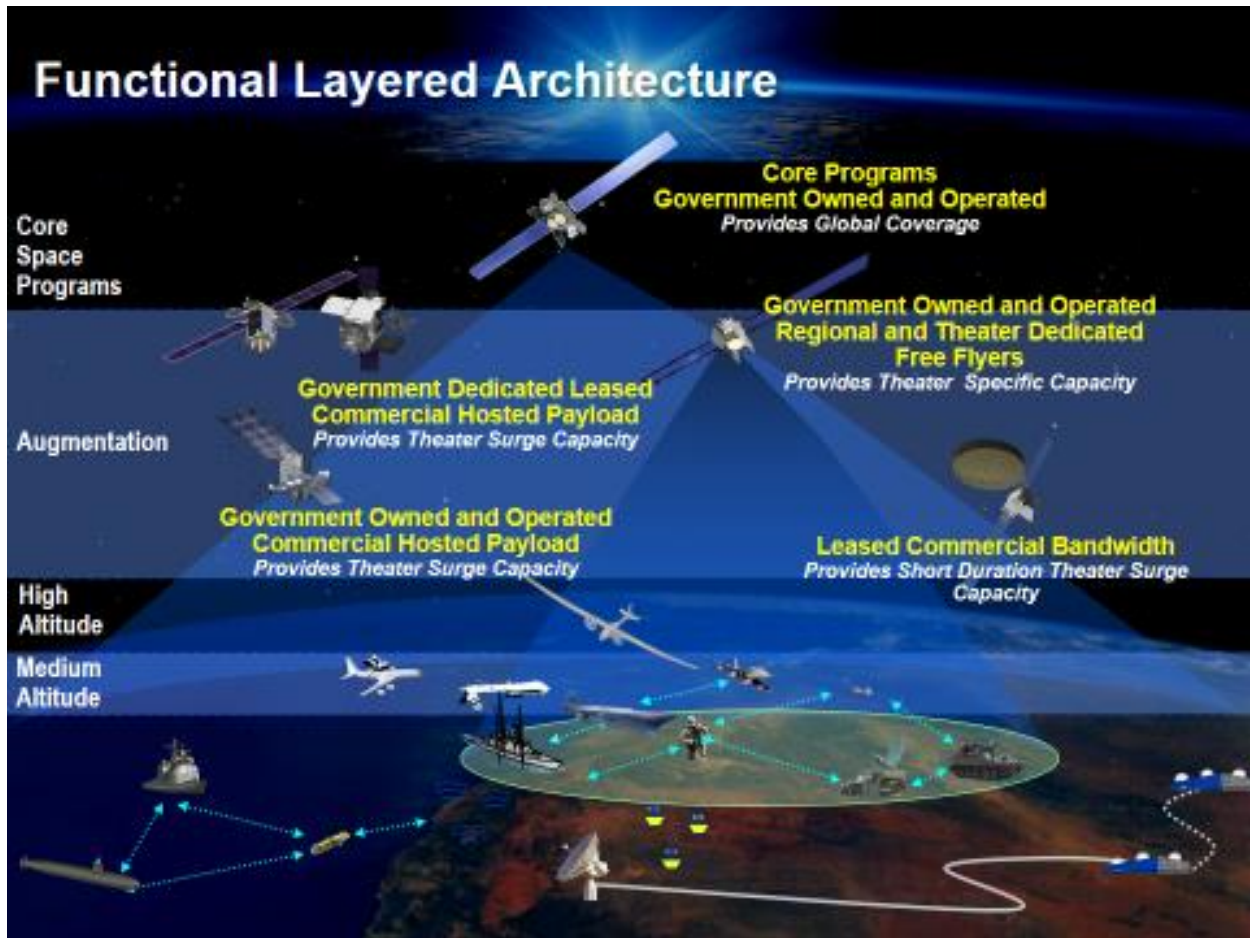 Functional Layered Architecture
Core Programs
Government Owned and Operated
Provides Global Coverage
Core
Space
Programs
Government Owned and Operated
Regional and Theater Dedicated
Free Flyers
Provides Theater Specific Capacity
Government Dedicated Leased
Commercial Hosted Payload
Provides Theater Surge Capacity
Augmentation
Government Owned and Operated
Commercial Hosted Payload
Provides Theater Surge Capacity
Leased Commercial Bandwidth
Provides Short Duration Theater Surge
Capacity
High
Altitude
Medium
Altitude